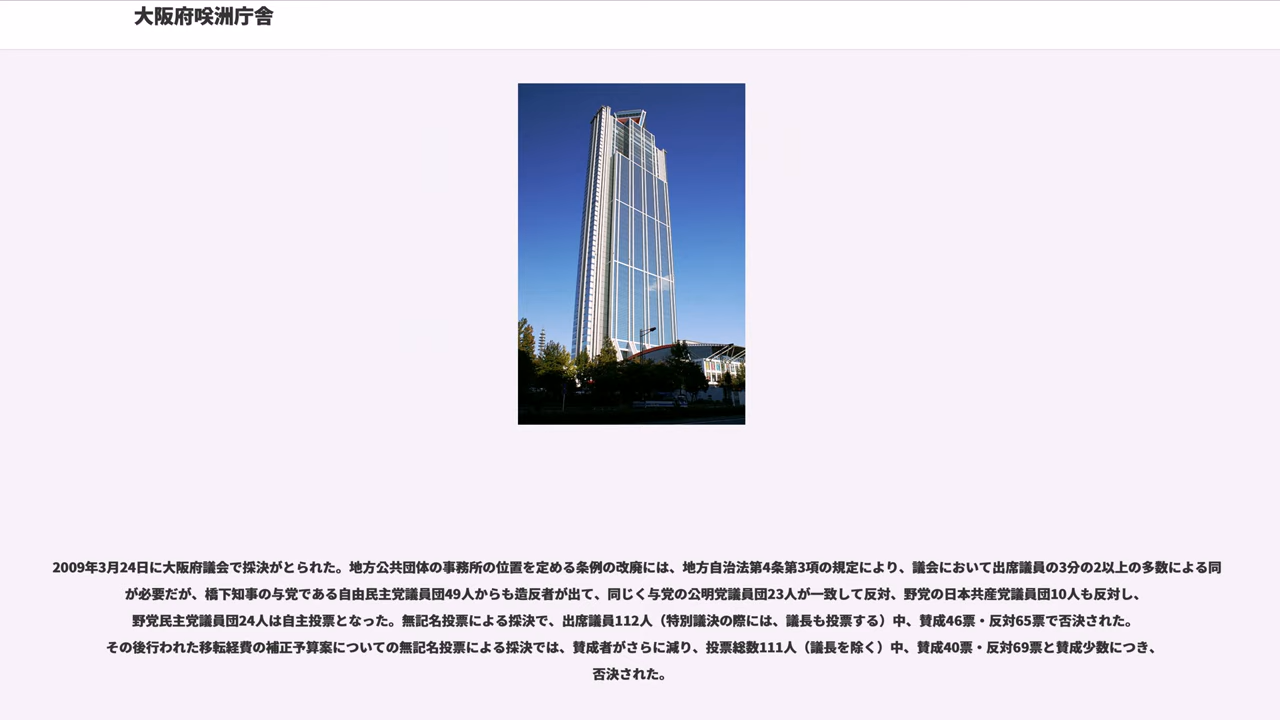 大阪府咲洲庁舎
2009年3月24日に大阪府議会で採決がとられた。地方公共団体の事務所の位置を定める条例の改廃には、地方自治法第4条第3項の規定により、議会において出席議員の3分の2以上の多数による同
が必要だが、橋下知事の与党である自由民主党議員団49人からも造反者が出て、同じく与党の公明党議員団23人が一致して反対、野党の日本共産党議員団10人も反対し、
野党民主党議員団24人は自主投票となった。無記名投票による採決で、出席議員112人（特別議決の際には、議長も投票する）中、賛成46票・反対65票で否決された。
その後行われた移転経費の補正予算案についての無記名投票による採決では、賛成者がさらに減り、投票総数111人（議長を除く）中、賛成40票・反対69票と賛成少数につき、
否決された。